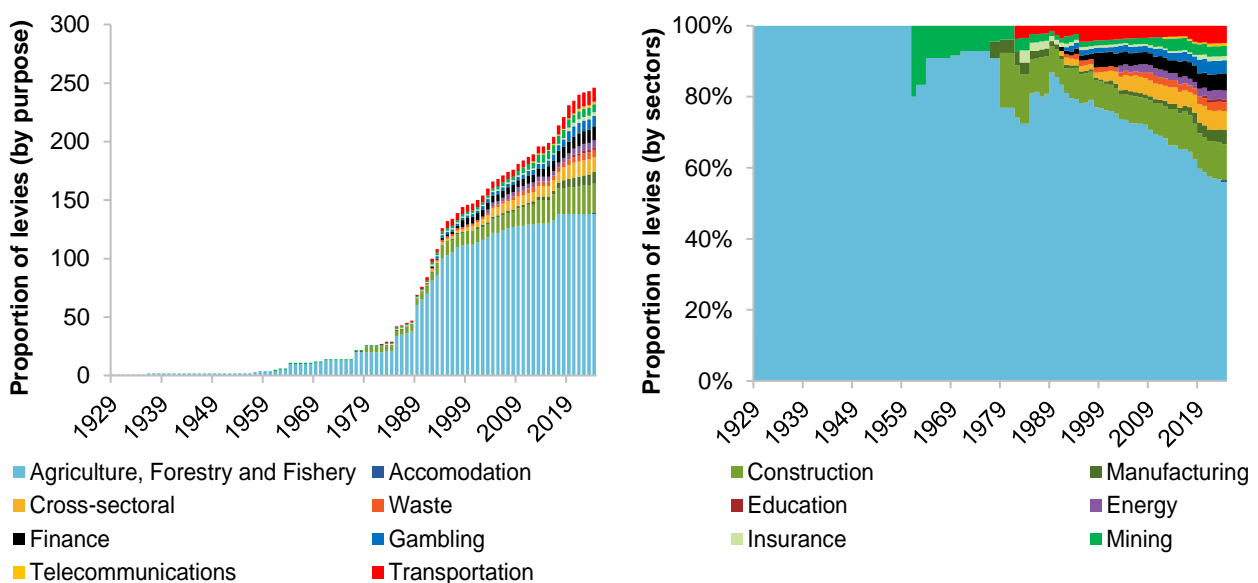 Proportion of levies (by purpose)
300
250
200
150
100
50
0
1929
1939
1949
1959
1969
1979
1989
1999
2009
2019
Proportion of levies (by sectors)
100%
80%
60%
40%
20%
0%
1929
1939
1949
1959
1969
1979
1989
1999
2009
2019
Agriculture, Forestry and Fishery
Accomodation
Cross-sectoral
Waste
Finance
Gambling
Telecommunications
Transportation
Construction
Manufacturing
Education
Energy
Insurance
Mining